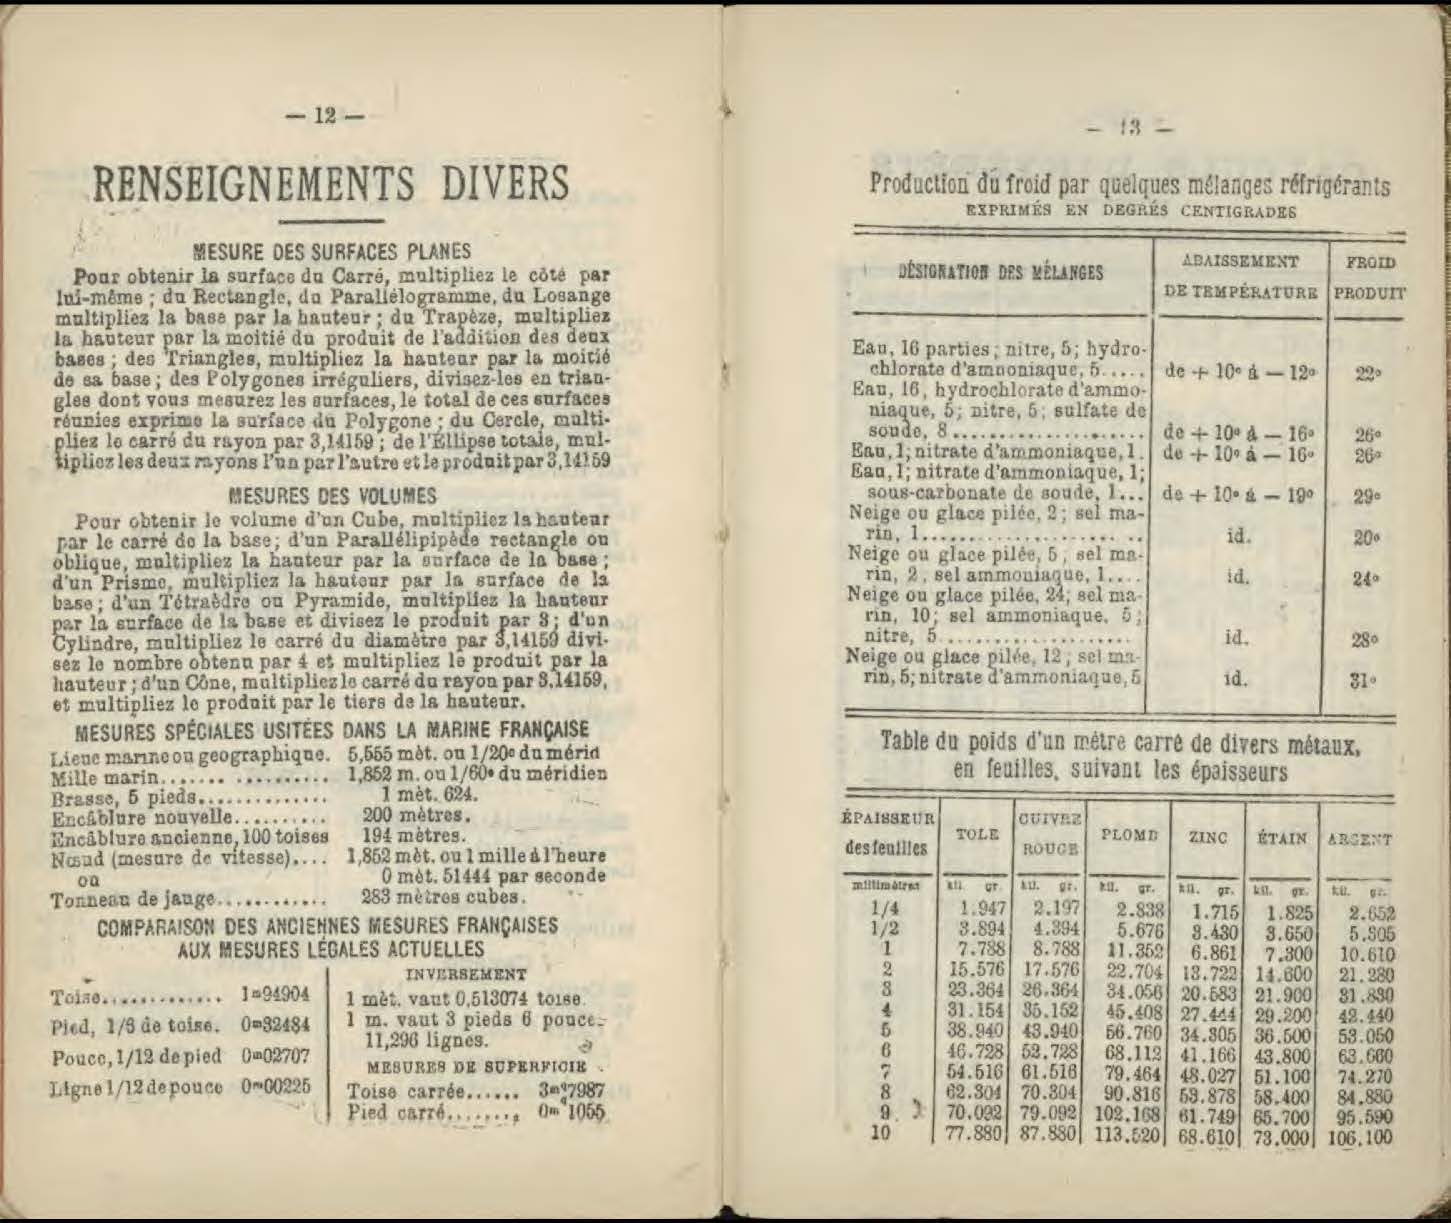 — 12 —
RENSEIGNEMENTS DIVERS
MESURE DES SURFACES PLANES
Pour obtenir la surface du Carré, multipliez le côté par
lui-même ; du Rectangle, du Parallélogramme, du Losange
multipliez la base par la hauteur ; du Trapèze, multipliez
la hauteur par la moitié du produit de l'addition des deux
bases ; des Triangles, multipliez la hauteur par la moitié
de sa base ; des Polygones irréguliers, divisez-les en trian-
gles dont vous mesurez les surfaces, le total de ces surfaces
réunies exprime la surface du Polygone ; du Cercle, multi-
pliez le carré du rayon par 3,14159 ; de l'Ellipse totale, mul-
tipliez les deux rayons l'un par l'autre et le produit par 3,14159
MESURES DES VOLUMES
Pour obtenir le volume d'un Cube, multipliez la hauteur
par le carré de la base ; d'un Parallélipipède rectangle ou
oblique, multipliez la hauteur par la surface de la base ;
d'un Prisme, multipliez la hauteur par la surface de la
base ; d'un Tétraèdre ou Pyramide, multipliez la hauteur
par la surface de la base et divisez le produit par 3 ; d'un
Cylindre, multipliez le carré du diamètre par 3,14159 divi-
sez le nombre obtenu par 4 et multipliez le produit par la
hauteur ; d'un Cône, multipliez le carré du rayon par 3,14159,
et multipliez le produit par le tiers de la hauteur.
MESURES SPÉCIALES USITÉES DANS LA MARINE FRANÇAISE
Lieue marine ou geographique. 5,555 mèt. ou 1/20e du mérid
Mille marin....... .......... 1,852 m. ou 1/60e du méridien
Brasse, 5 pieds.............. 1 mèt. 624.
Encâblure nouvelle.......... 200 mètres.
Encâblure ancienne, 100 toises 194 mètres.
Nœud (mesure de vitesse).... 1,852 mèt. ou 1 mille à l'heure
ou 0 mèt. 51444 par seconde
Tonneau de jauge............ 283 mètres cubes.
COMPARAISON DES ANCIENNES MESURES FRANÇAISES
AUX MESURES LÉGALES ACTUELLES
Toise............. 1m94904
Pied, 1/6 de toise. 0m32484
Pouce, 1/12 de pied 0m02707
Ligne 1/12 de pouce 0m00225
INVERSEMENT
1 mèt. vaut 0,513074 toise.
1 m. vaut 3 pieds 6 pouce-
11,296 lignes.
MESURES DE SUPERFICIE
Toise carrée...... 3mq7987
Pied carré......., 0mq1055
— 13 —
Production du froid par quelques mélanges réfrigérants
EXPRIMÉS EN DEGRÉS CENTIGRADES
DÉSIGNATION DES MÉLANGES | ABAISSEMENT DE TEMPÉRATURE | FROID PRODUIT
Eau, 16 parties ; nitre, 5 ; hydro-
chlorate d'ammoniaque, 5..... de + 10° à — 12° 22°
Eau, 16, hydrochlorate d'ammo-
niaque, 5 ; nitre, 5 ; sulfate de
soude, 8................... de + 10° à — 16° 26°
Eau, 1 ; nitrate d'ammoniaque, 1. de + 10° à — 16° 26°
Eau, 1 ; nitrate d'ammoniaque, 1 ;
sous-carbonate de soude, 1... de + 10° à — 19° 29°
Neige ou glace pilée, 2 ; sel ma-
rin, 1..................... id. 20°
Neige ou glace pilée, 5 ; sel ma-
rin, 2, sel ammoniaque, 1.... id. 24°
Neige ou glace pilée, 24, sel ma-
rin, 10 ; sel ammoniaque, 5 ;
nitre, 5................... id. 28°
Neige ou glace pilée, 12 ; sel ma-
rin, 5 ; nitrate d'ammoniaque, 5 id. 31°
Table du poids d'un mètre carré de divers métaux,
en feuilles, suivant les épaisseurs
ÉPAISSEUR des feuilles | TOLE | CUIVRE ROUGE | PLOMB | ZINC | ÉTAIN | ARGENT
millimètres kil. gr. kil. gr. kil. gr. kil. gr. kil. gr. kil. gr.
1/4 1.947 2.197 2.838 1.715 1.825 2.652
1/2 3.894 4.394 5.676 3.430 3.650 5.305
1 7.788 8.788 11.352 6.861 7.300 10.610
2 15.576 17.576 22.704 13.722 14.600 21.280
3 23.364 26.364 34.056 20.583 21.900 31.830
4 31.154 35.152 45.408 27.444 29.200 42.440
5 38.940 43.940 56.760 34.305 36.500 53.050
6 46.728 52.728 68.112 41.166 43.800 63.660
7 54.516 61.516 79.464 48.027 51.100 74.270
8 62.304 70.304 90.816 53.878 58.400 84.880
9 70.092 79.092 102.168 61.749 65.700 95.590
10 77.880 87.880 113.520 68.610 73.000 106.100